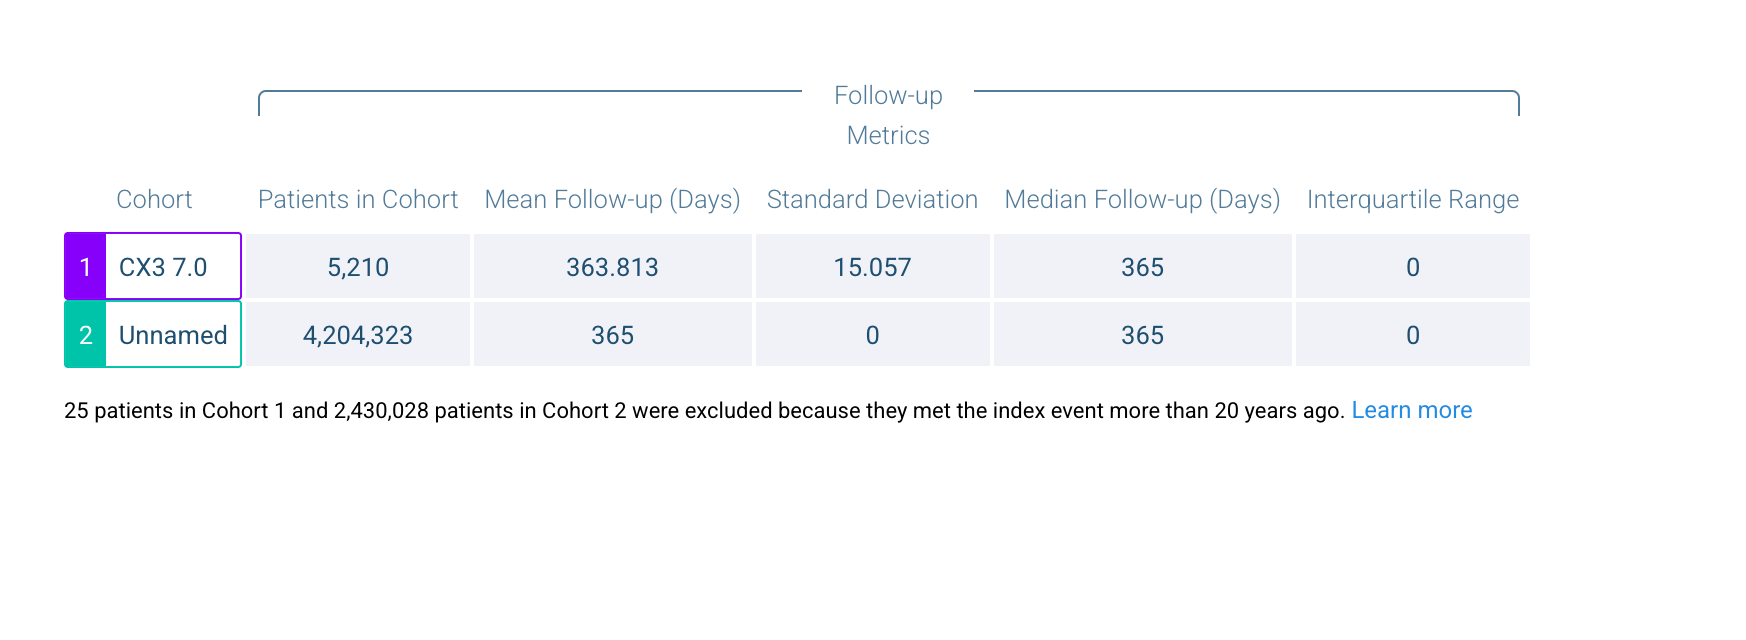 Follow-up
Metrics
Cohort Patients in Cohort Mean Follow-up (Days) Standard Deviation Median Follow-up (Days) Interquartile Range
1 CX3 7.0 5,210 363.813 15.057 365 0
2 Unnamed 4,204,323 365 0 365 0
25 patients in Cohort 1 and 2,430,028 patients in Cohort 2 were excluded because they met the index event more than 20 years ago. Learn more